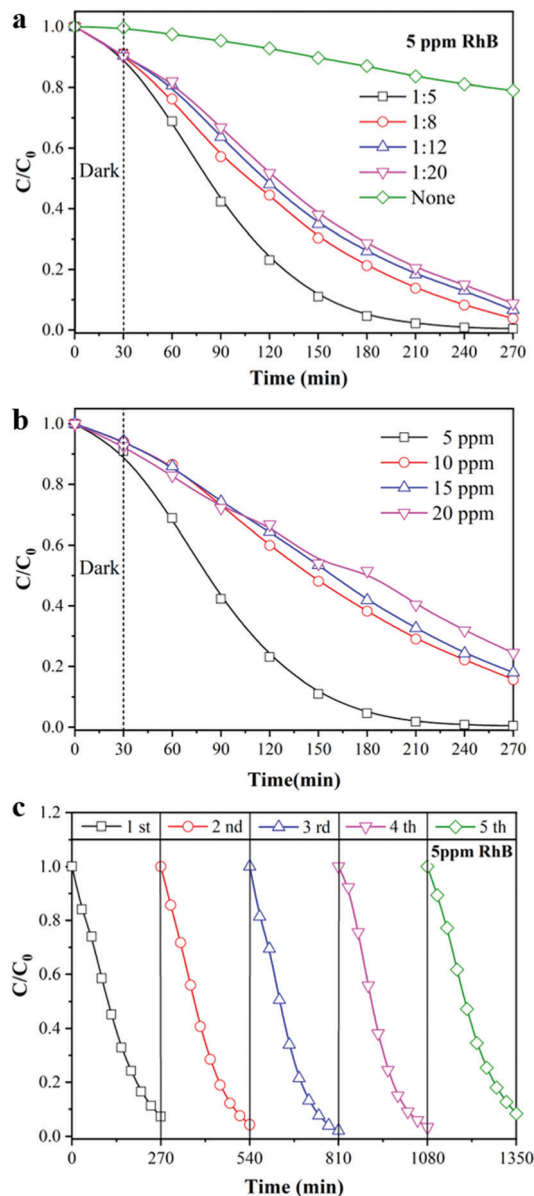 a
5 ppm RhB
1:5
1:8
1:12
1:20
None
Dark
C/C0
1.0
0.8
0.6
0.4
0.2
0.0
0 30 60 90 120 150 180 210 240 270
Time (min)
b
5 ppm
10 ppm
15 ppm
20 ppm
Dark
C/C0
1.0
0.8
0.6
0.4
0.2
0.0
0 30 60 90 120 150 180 210 240 270
Time(min)
c
1 st 2 nd 3 rd 4 th 5 th
5ppm RhB
C/C0
1.2
1.0
0.8
0.6
0.4
0.2
0.0
0 270 540 810 1080 1350
Time (min)